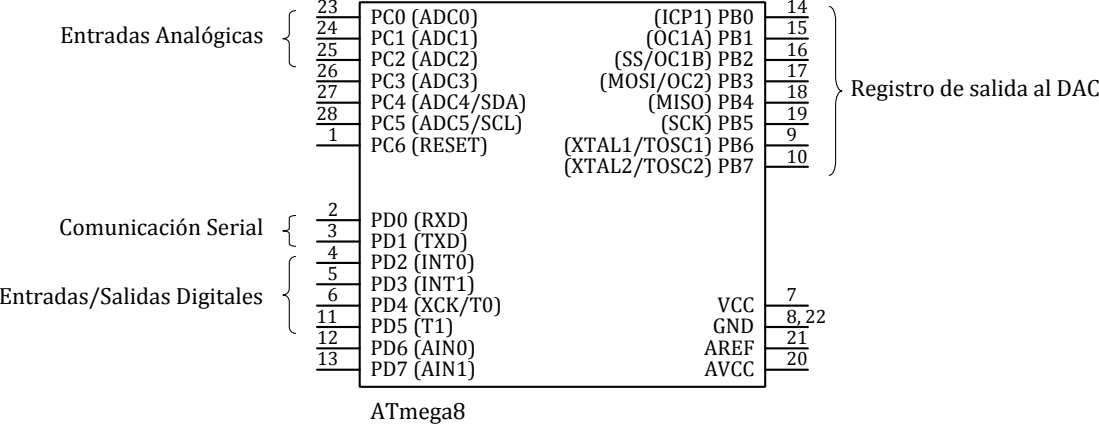 Entradas Analógicas
23 PC0 (ADC0)
24 PC1 (ADC1)
25 PC2 (ADC2)
26 PC3 (ADC3)
27 PC4 (ADC4/SDA)
28 PC5 (ADC5/SCL)
1 PC6 (RESET)
Comunicación Serial
2 PD0 (RXD)
3 PD1 (TXD)
Entradas/Salidas Digitales
4 PD2 (INT0)
5 PD3 (INT1)
6 PD4 (XCK/T0)
11 PD5 (T1)
12 PD6 (AIN0)
13 PD7 (AIN1)
(ICP1) PB0 14
(OC1A) PB1 15
(SS/OC1B) PB2 16
(MOSI/OC2) PB3 17
(MISO) PB4 18
(SCK) PB5 19
(XTAL1/TOSC1) PB6 9
(XTAL2/TOSC2) PB7 10
Registro de salida al DAC
VCC 7
GND 8, 22
AREF 21
AVCC 20
ATmega8